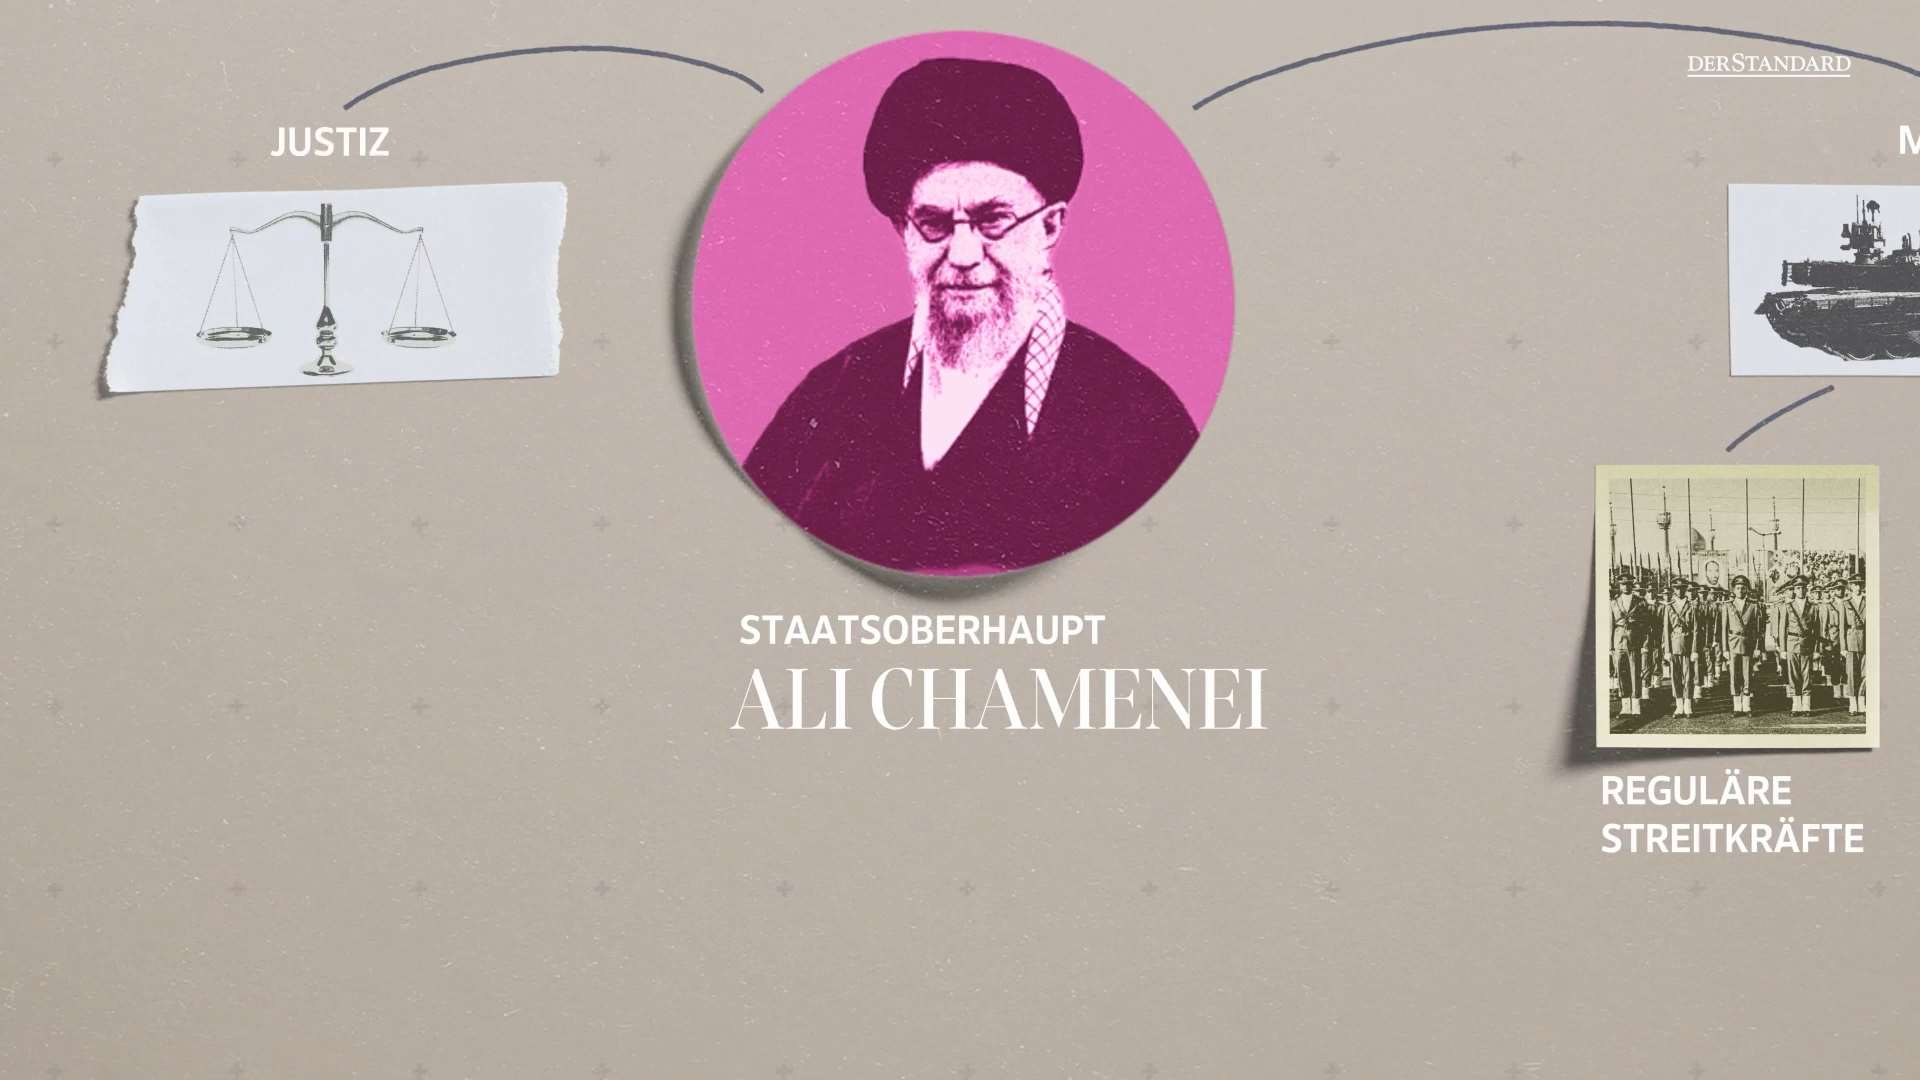 DERSTANDARD
JUSTIZ
STAATSOBERHAUPT
ALI CHAMENEI
REGULÄRE
STREITKRÄFTE